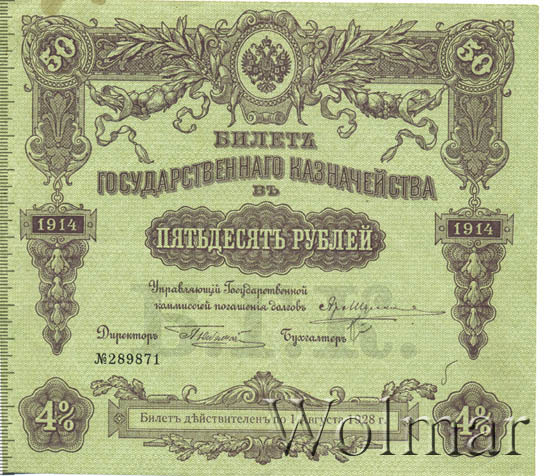 50 50
БИЛЕТЪ
ГОСУДАРСТВЕННАГО КАЗНАЧЕЙСТВА
ВЪ
1914 1914
ПЯТЬДЕСЯТЪ РУБЛЕЙ
Управляющій Государственной
коммиссіей погашенія долговъ
Директоръ Бухгалтеръ
№289871
4% 4%
Билетъ дѣйствителенъ по 1 августа 1928 г.
Wolmar